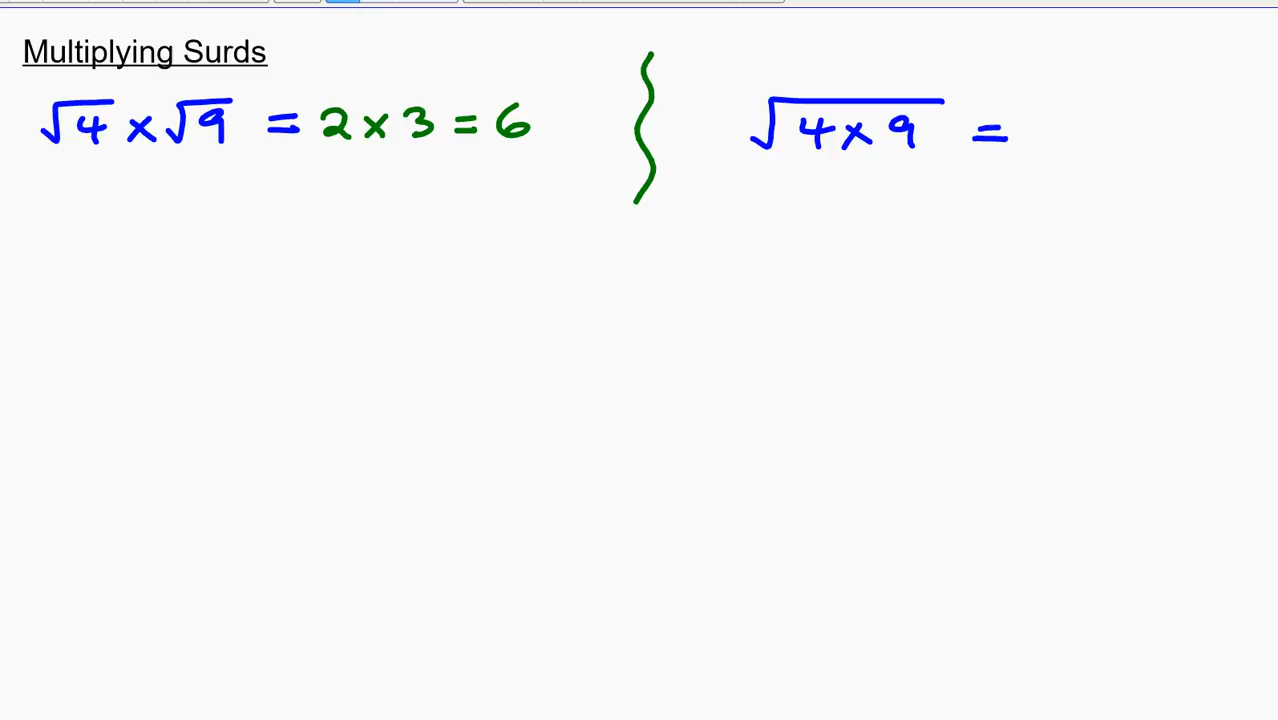 Multiplying Surds
√4 × √9 = 2 × 3 = 6
√4 × 9 =